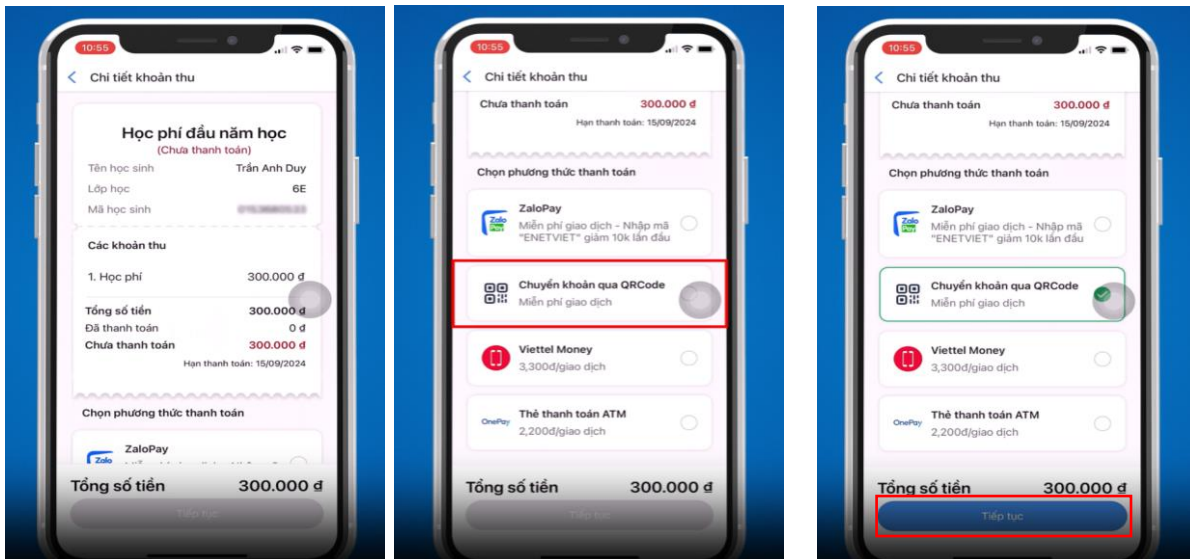 10:55
Chi tiết khoản thu
Học phí đầu năm học
(Chưa thanh toán)
Tên học sinh Trần Anh Duy
Lớp học 6E
Mã học sinh
Các khoản thu
1. Học phí 300.000 đ
Tổng số tiền 300.000 đ
Đã thanh toán 0 đ
Chưa thanh toán 300.000 đ
Hạn thanh toán: 15/09/2024
Chọn phương thức thanh toán
ZaloPay
Zalo
Tổng số tiền 300.000 đ
Tiếp tục
10:55
Chi tiết khoản thu
Chưa thanh toán 300.000 đ
Hạn thanh toán: 15/09/2024
Chọn phương thức thanh toán
ZaloPay
Zalo Pay
Miễn phí giao dịch - Nhập mã
"ENETVIET" giảm 10k lần đầu
Chuyển khoản qua QRCode
Miễn phí giao dịch
Viettel Money
3,300đ/giao dịch
Thẻ thanh toán ATM
OnePay
2,200đ/giao dịch
Tổng số tiền 300.000 đ
Tiếp tục
10:55
Chi tiết khoản thu
Chưa thanh toán 300.000 đ
Hạn thanh toán: 15/09/2024
Chọn phương thức thanh toán
ZaloPay
Zalo Pay
Miễn phí giao dịch - Nhập mã
"ENETVIET" giảm 10k lần đầu
Chuyển khoản qua QRCode
Miễn phí giao dịch
Viettel Money
3,300đ/giao dịch
Thẻ thanh toán ATM
OnePay
2,200đ/giao dịch
Tổng số tiền 300.000 đ
Tiếp tục